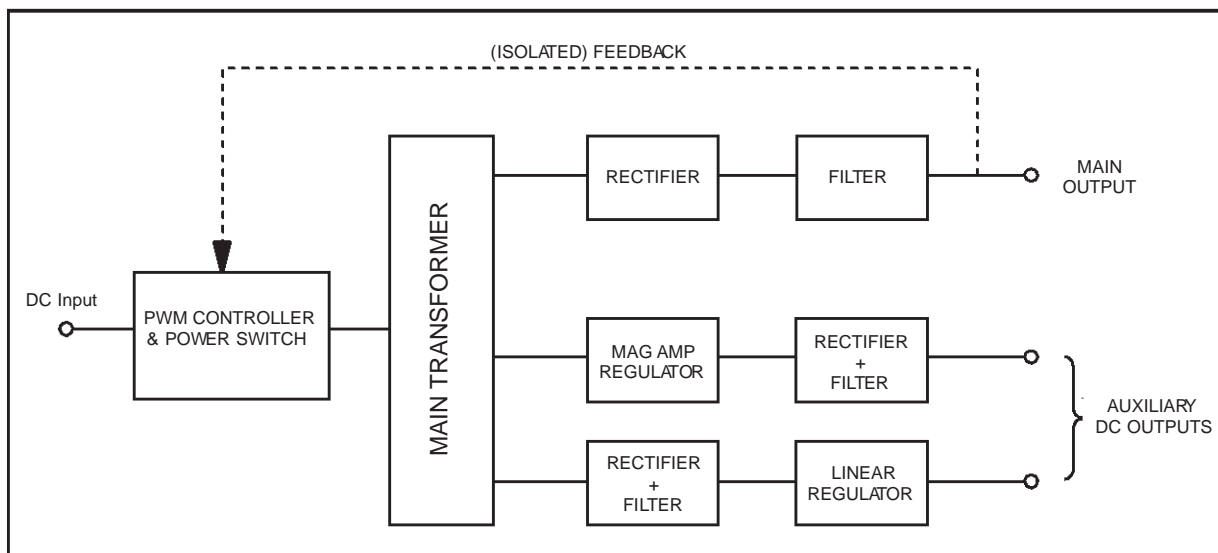 (ISOLATED) FEEDBACK
RECTIFIER
FILTER
MAIN
OUTPUT
MAIN TRANSFORMER
DC Input
PWM CONTROLLER
& POWER SWITCH
MAG AMP
REGULATOR
RECTIFIER
+
FILTER
AUXILIARY
DC OUTPUTS
RECTIFIER
+
FILTER
LINEAR
REGULATOR